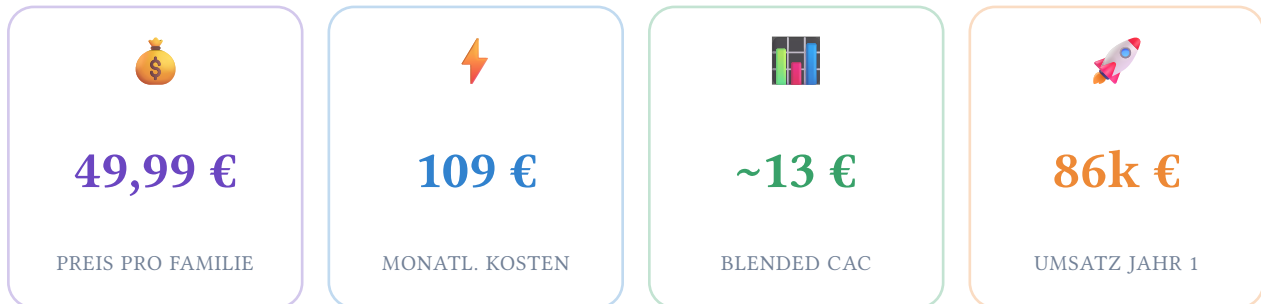 49,99 €
PREIS PRO FAMILIE
109 €
MONATL. KOSTEN
~13 €
BLENDED CAC
86k €
UMSATZ JAHR 1